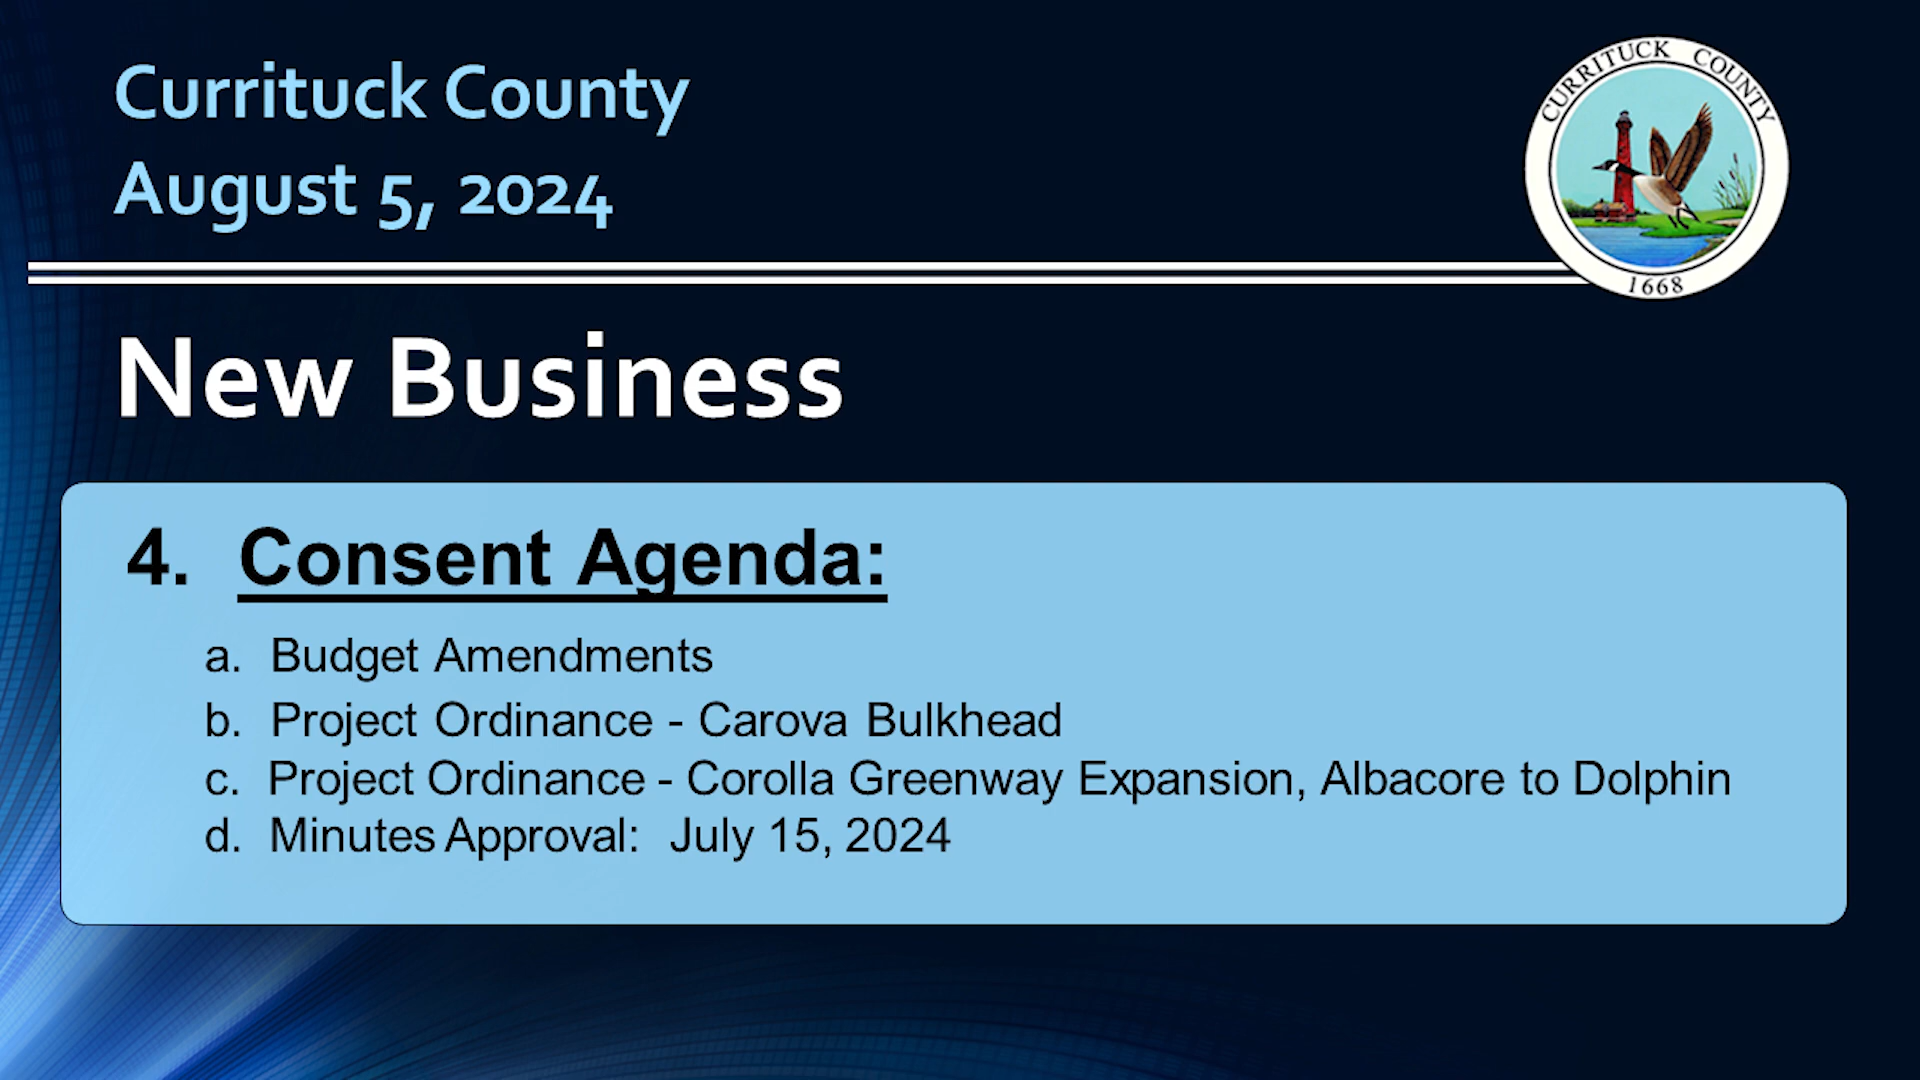 Currituck County
August 5, 2024
CURRITUCK COUNTY
1668
New Business
4. Consent Agenda:
a. Budget Amendments
b. Project Ordinance - Carova Bulkhead
c. Project Ordinance - Corolla Greenway Expansion, Albacore to Dolphin
d. Minutes Approval: July 15, 2024